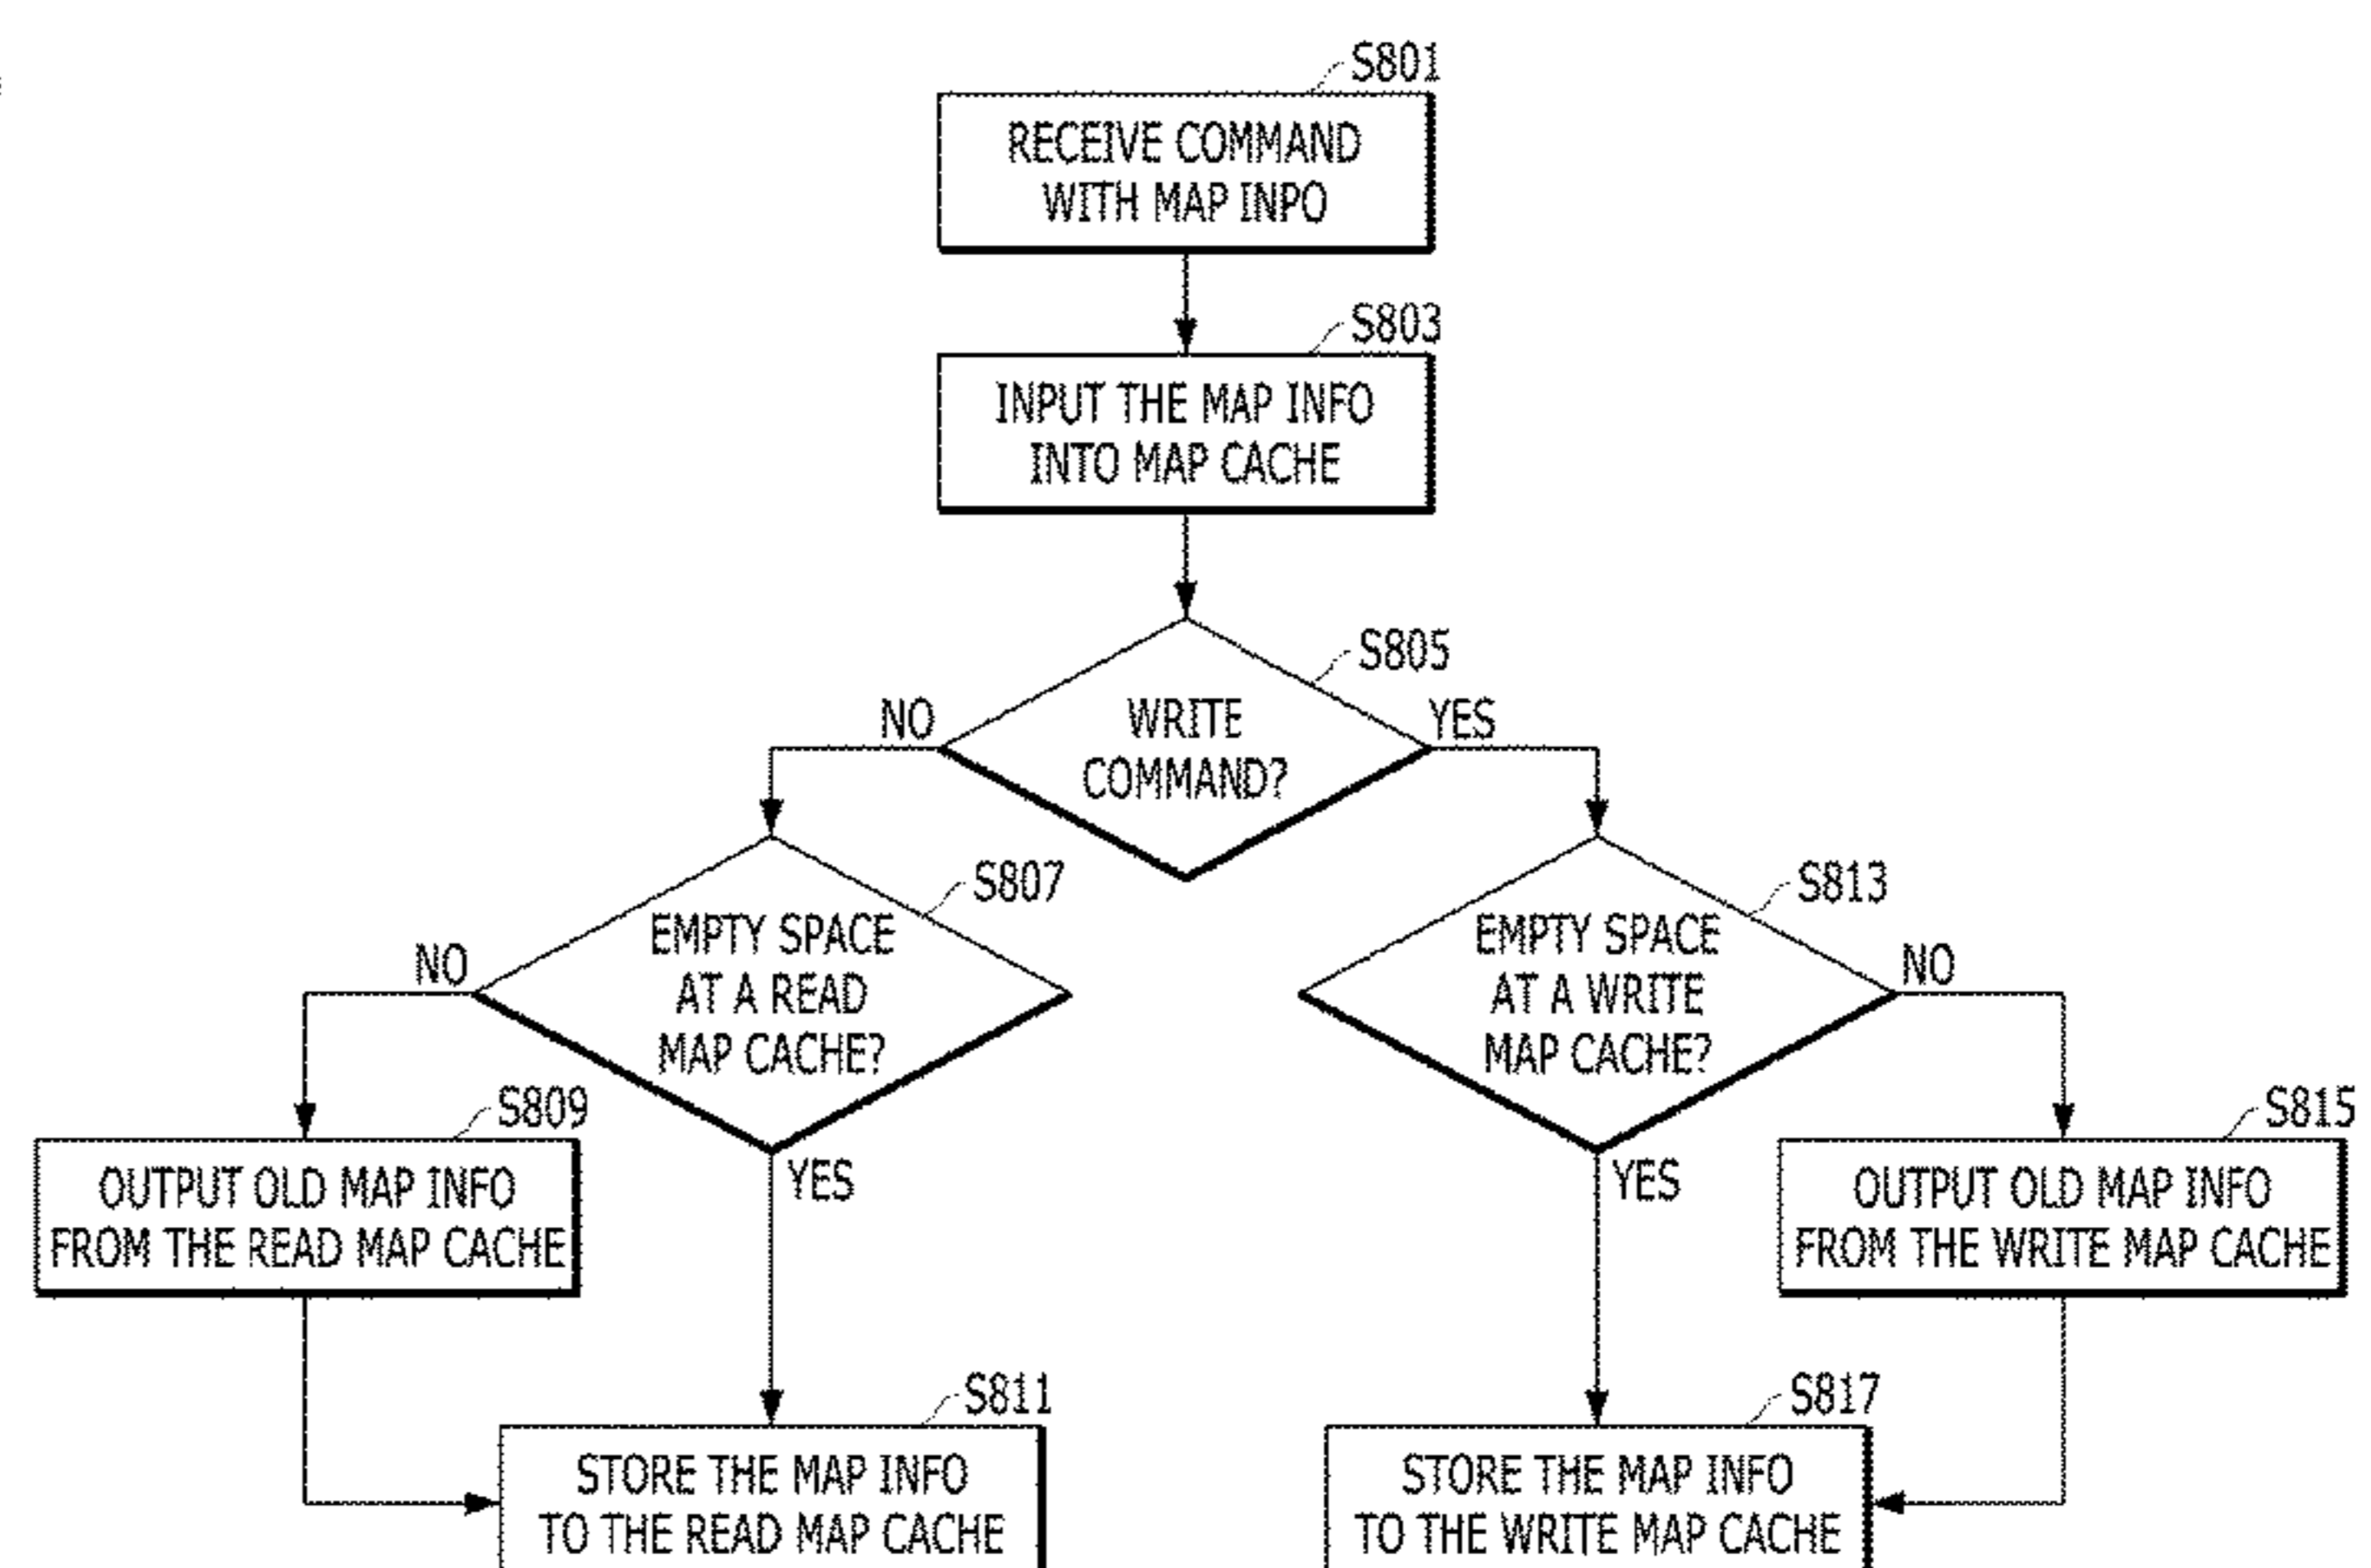 S801
RECEIVE COMMAND
WITH MAP INPO
S803
INPUT THE MAP INFO
INTO MAP CACHE
S805
NO
WRITE
COMMAND?
YES
S807
NO
EMPTY SPACE
AT A READ
MAP CACHE?
YES
S813
EMPTY SPACE
AT A WRITE
MAP CACHE?
NO
YES
S809
OUTPUT OLD MAP INFO
FROM THE READ MAP CACHE
S815
OUTPUT OLD MAP INFO
FROM THE WRITE MAP CACHE
S811
STORE THE MAP INFO
TO THE READ MAP CACHE
S817
STORE THE MAP INFO
TO THE WRITE MAP CACHE